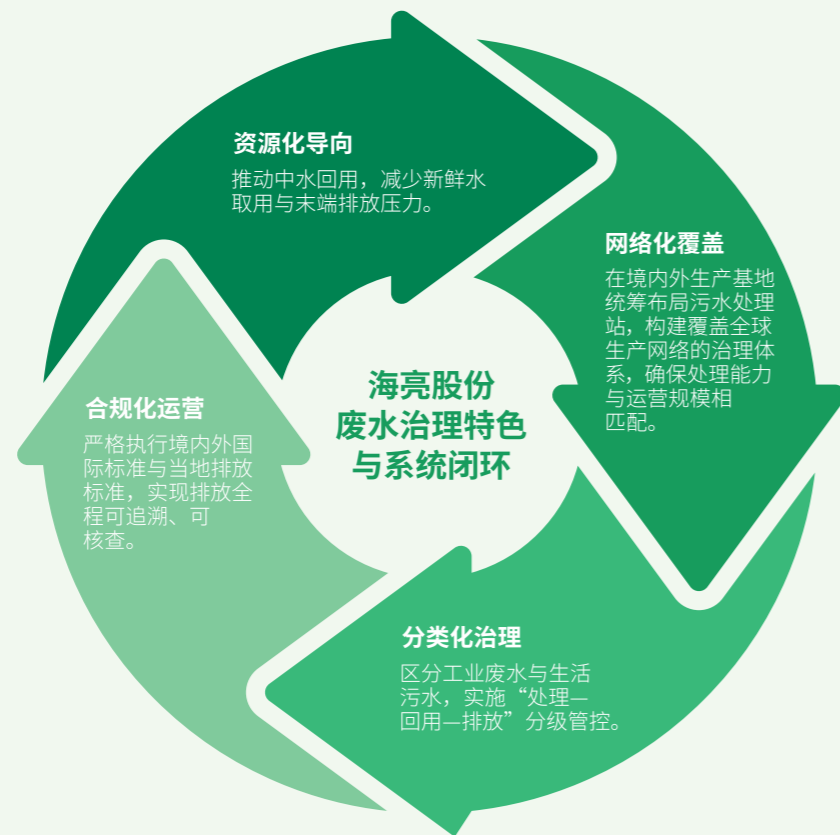 资源化导向
推动中水回用，减少新鲜水
取用与末端排放压力。
网络化覆盖
在境内外生产基地
统筹布局污水处理
站，构建覆盖全球
生产网络的治理体
系，确保处理能力
与运营规模相
匹配。
海亮股份
废水治理特色
与系统闭环
合规化运营
严格执行境内外国
际标准与当地排放
标准，实现排放全
程可追溯、可
核查。
分类化治理
区分工业废水与生活
污水，实施“处理—
回用—排放”分级管控。